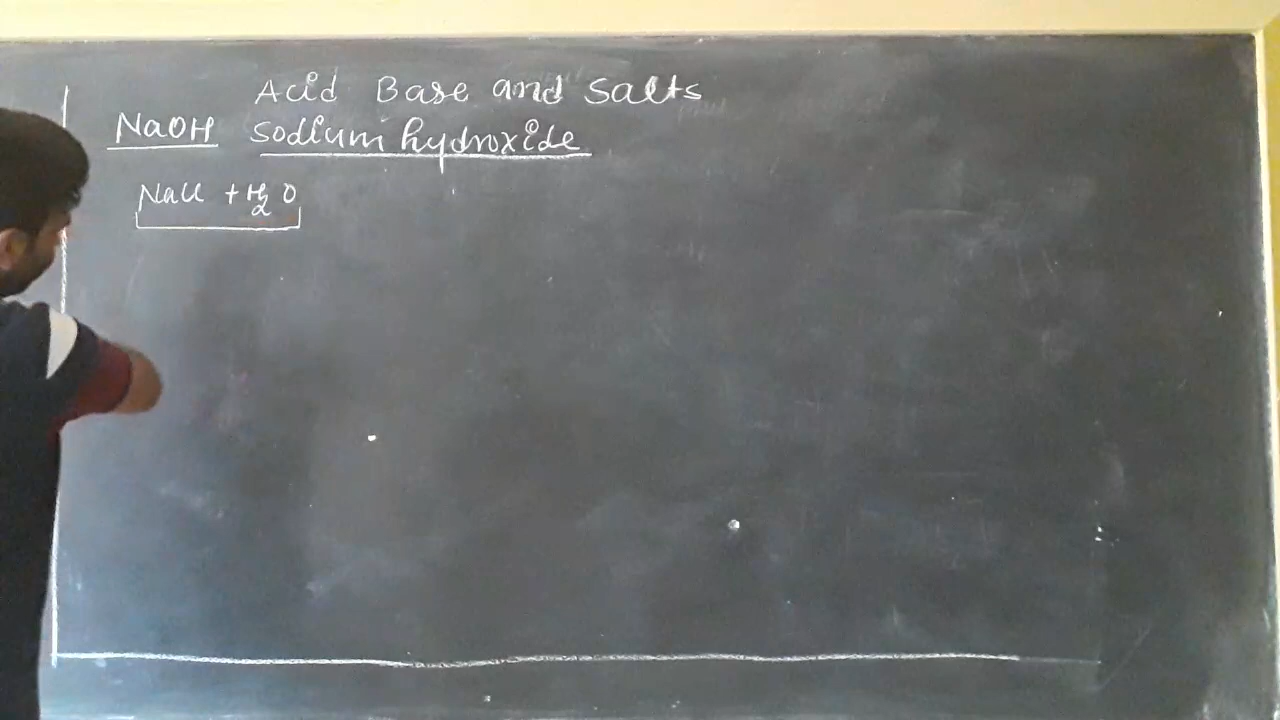 Acid Base and Salts
NaOH Sodium hydroxide
NaCl + H2O